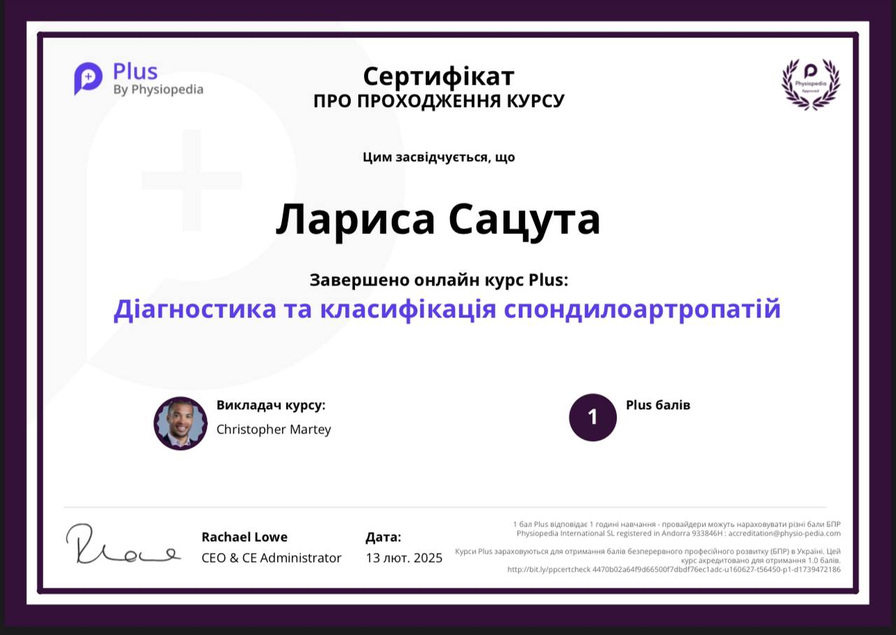 Plus
By Physiopedia
Сертифікат
ПРО ПРОХОДЖЕННЯ КУРСУ
Physiopedia
Approved
Цим засвідчується, що
Лариса Сацута
Завершено онлайн курс Plus:
Діагностика та класифікація спондилоартропатій
Викладач курсу:
Christopher Martey
1
Plus балів
Rachael Lowe
CEO & CE Administrator
Дата:
13 лют. 2025
1 бал Plus відповідає 1 годині навчання - провайдери можуть нараховувати різні бали БПР
Physiopedia International SL registered in Andorra 933846H : accreditation@physio-pedia.com
Курси Plus зараховуються для отримання балів безперервного професійного розвитку (БПР) в Україні. Цей
курс акредитовано для отримання 1.0 балів.
http://bit.ly/ppcertcheck 4470b02a64f9d66500f7dbdf76ec1adc-u160627-t56450-p1-d1739472186